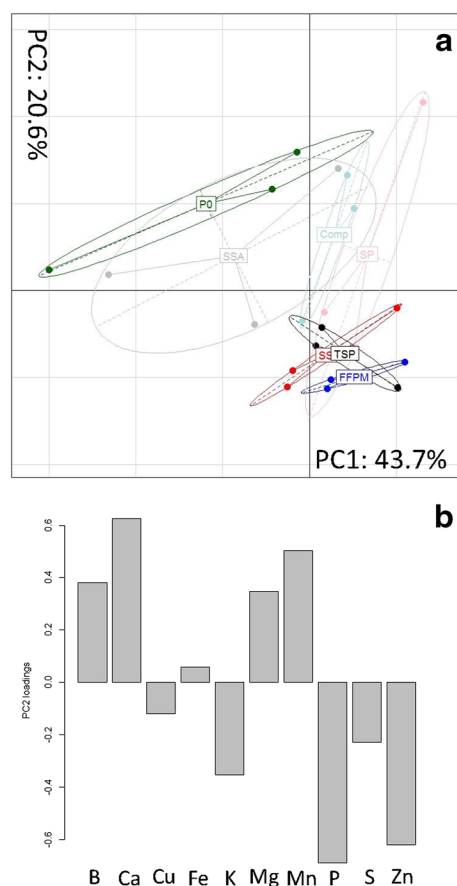 a
PC2: 20.6%
P0
Comp
SSA
SP
SS
TSP
FFPM
PC1: 43.7%
b
PC2 loadings
0.6
0.4
0.2
0.0
-0.2
-0.4
-0.6
B Ca Cu Fe K Mg Mn P S Zn